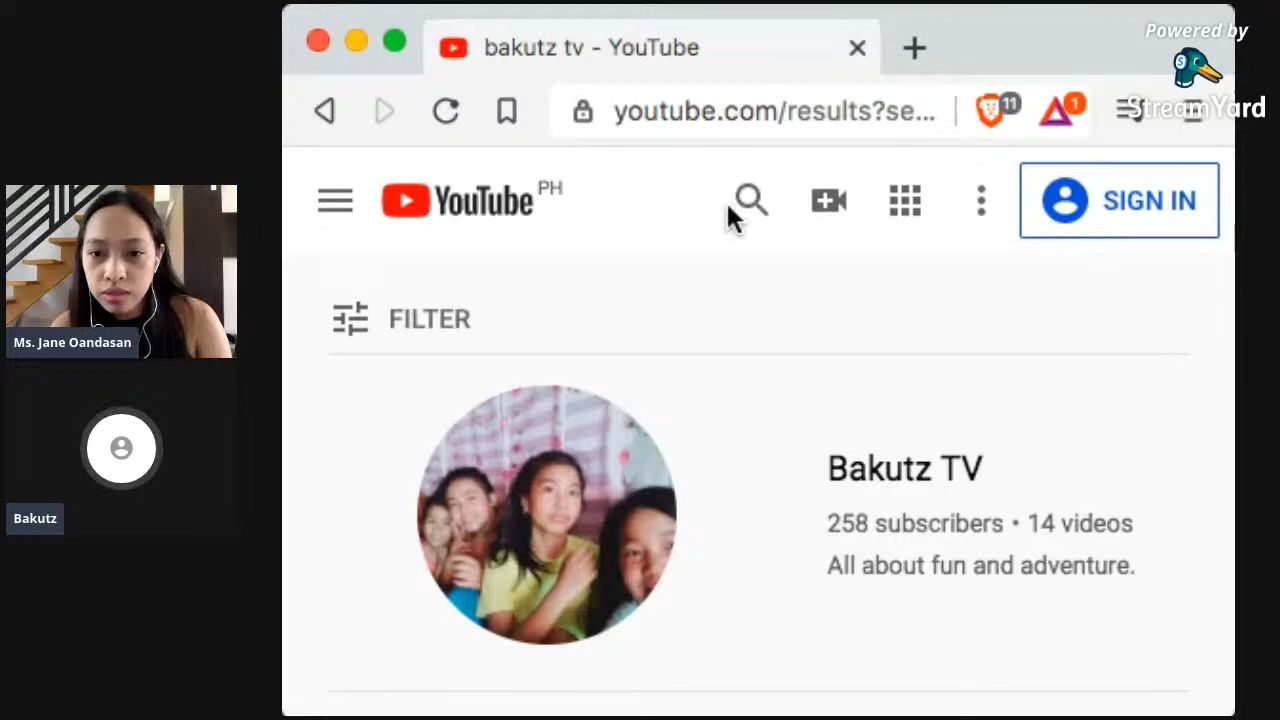 bakutz tv - YouTube
Powered by
StreamYard
youtube.com/results?se...
11
1
YouTube PH
SIGN IN
FILTER
Ms. Jane Oandasan
Bakutz TV
258 subscribers • 14 videos
All about fun and adventure.
Bakutz